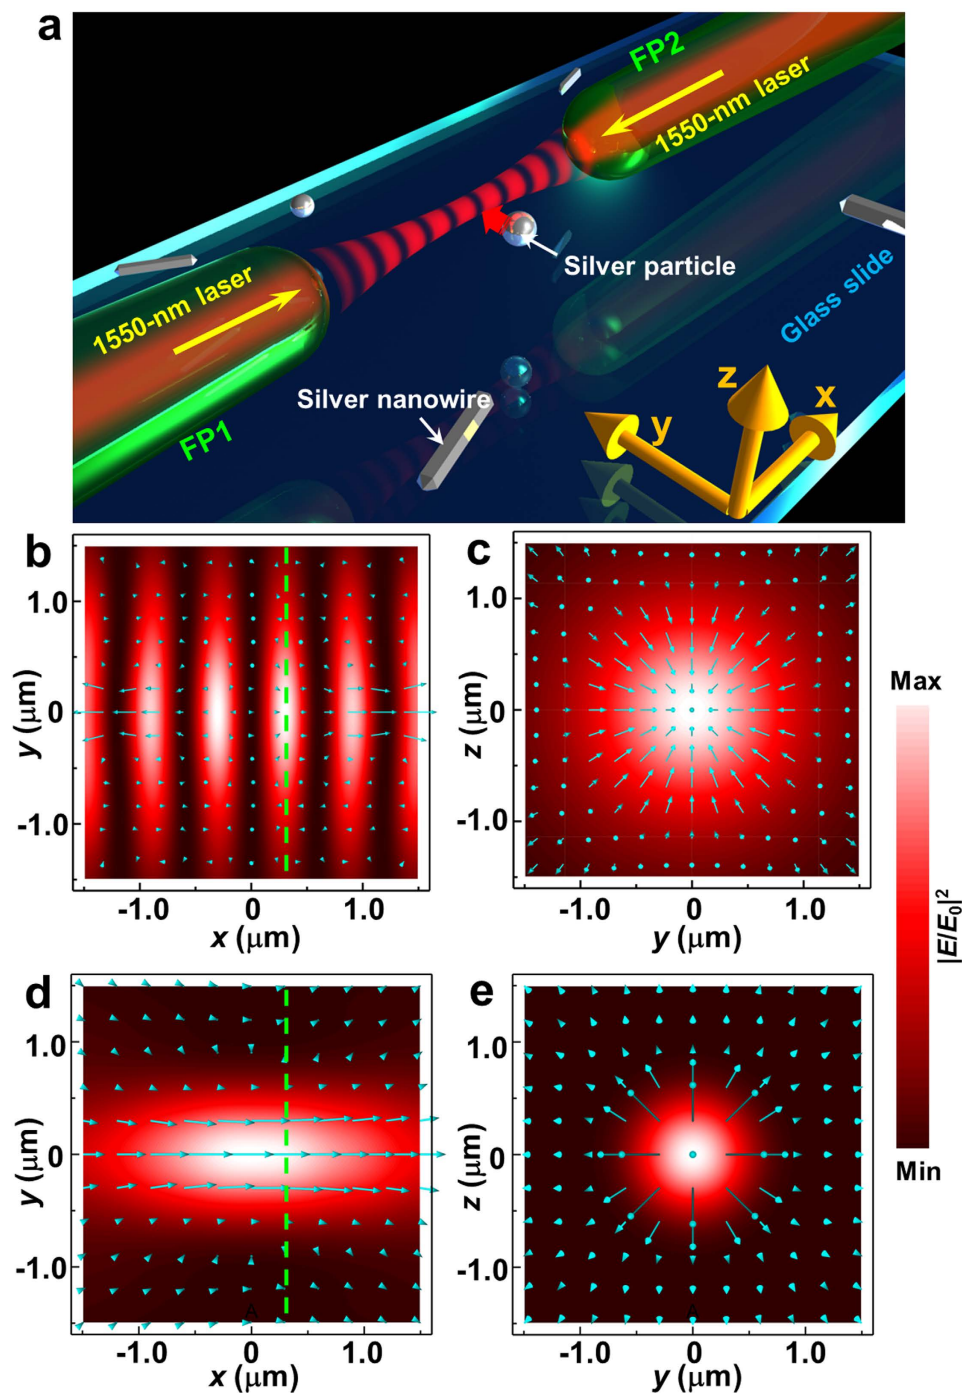 a
FP2
1550-nm laser
Silver particle
1550-nm laser
Glass slide
Silver nanowire
FP1
z
y
x
b
1.0
0
-1.0
y (μm)
-1.0 0 1.0
x (μm)
c
1.0
0
-1.0
z (μm)
-1.0 0 1.0
y (μm)
Max
|E/E₀|²
Min
d
1.0
0
-1.0
y (μm)
-1.0 0 1.0
x (μm)
e
1.0
0
-1.0
z (μm)
-1.0 0 1.0
y (μm)